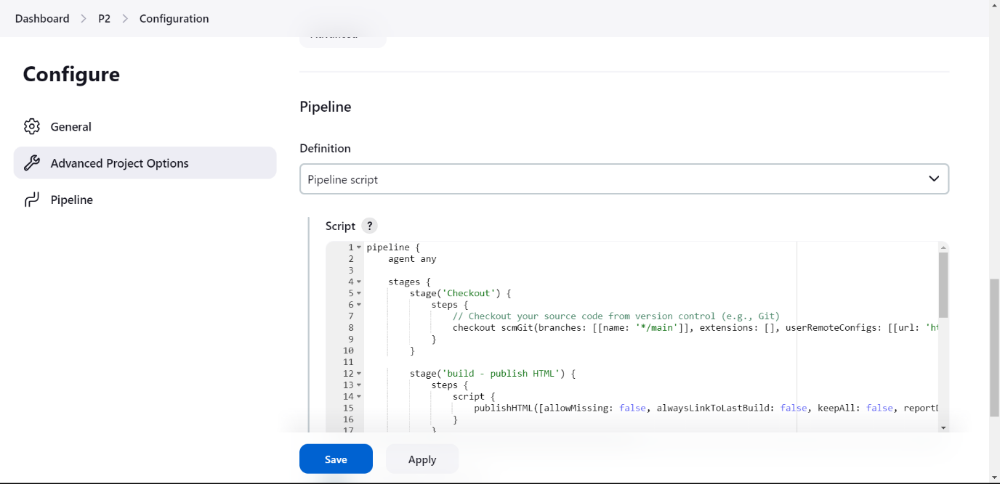 Dashboard > P2 > Configuration
Advanced
Configure
General
Advanced Project Options
Pipeline
Pipeline
Definition
Pipeline script
Script ?
1 pipeline {
2     agent any
3
4     stages {
5         stage('Checkout') {
6             steps {
7                 // Checkout your source code from version control (e.g., Git)
8                 checkout scmGit(branches: [[name: '*/main']], extensions: [], userRemoteConfigs: [[url: 'ht
9             }
10         }
11
12         stage('build - publish HTML') {
13             steps {
14                 script {
15                     publishHTML([allowMissing: false, alwaysLinkToLastBuild: false, keepAll: false, report
16                 }
17             }
Save
Apply